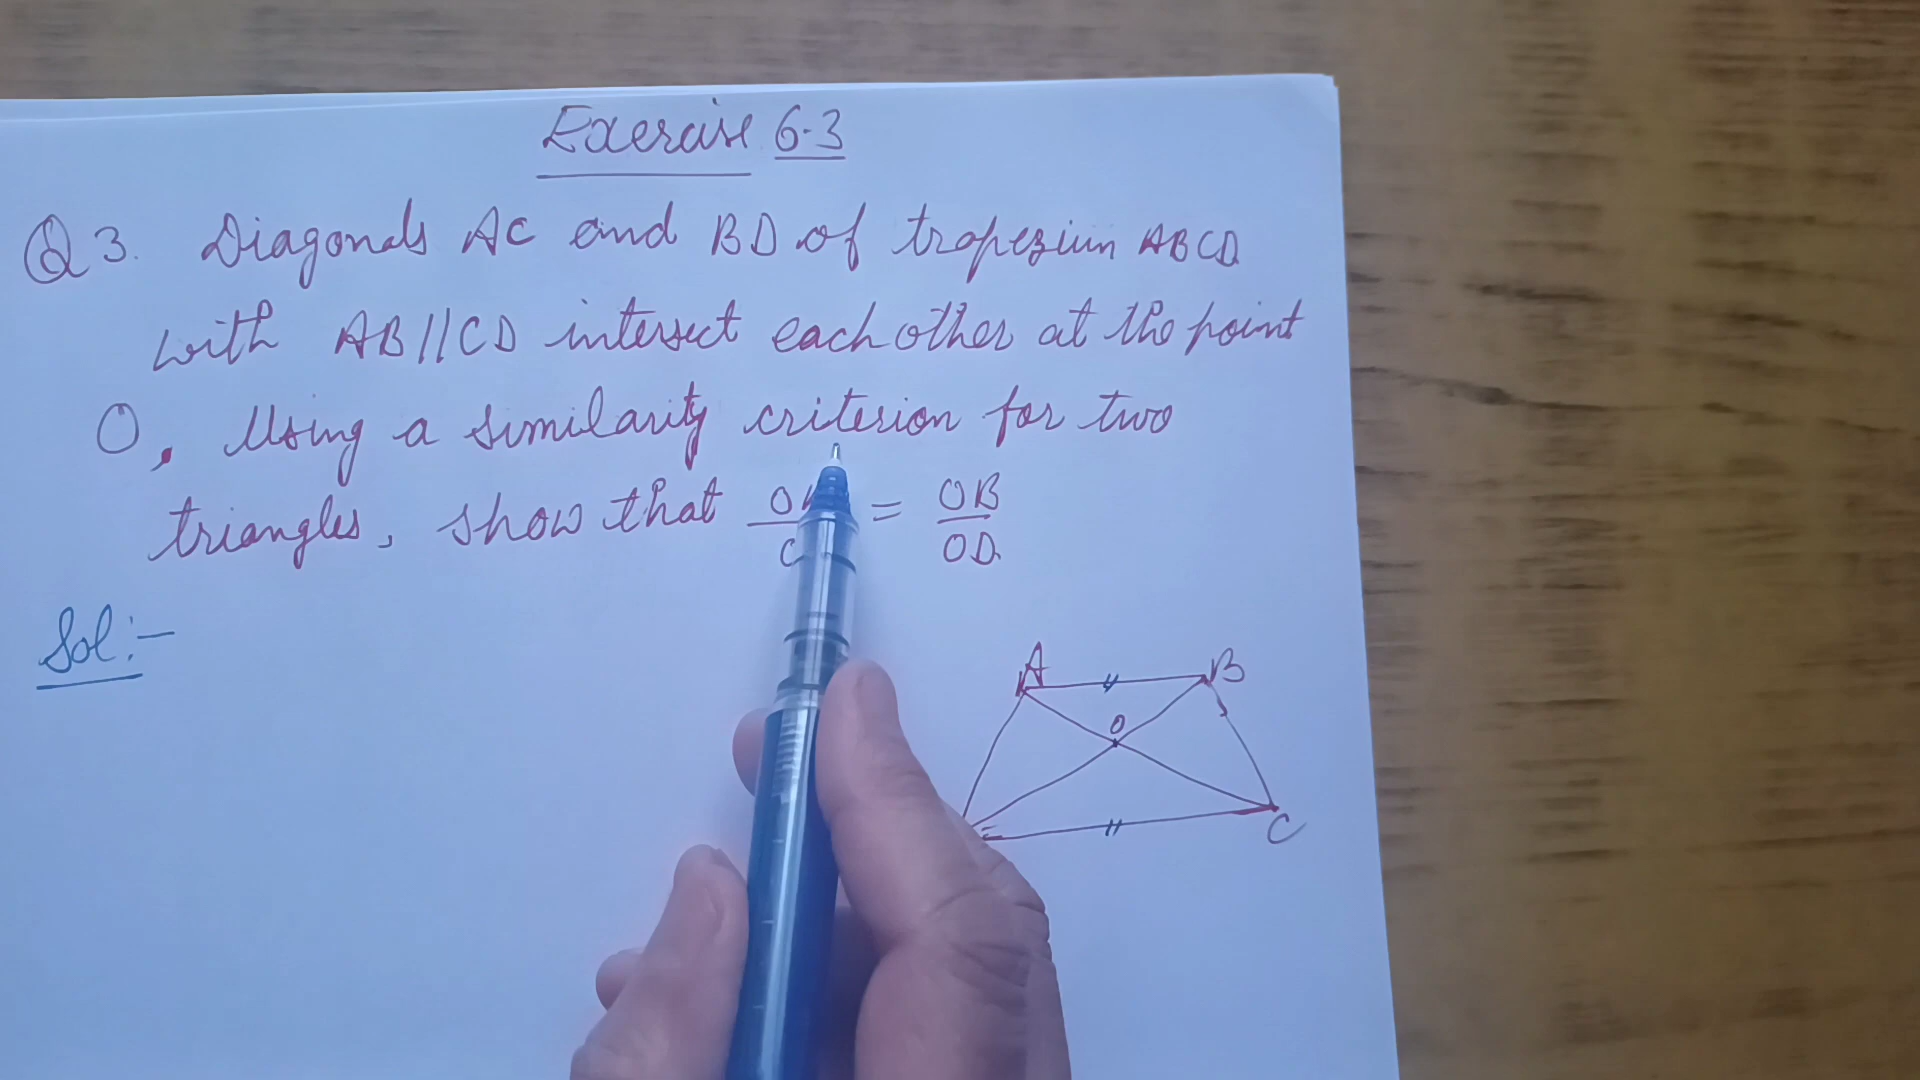 Exercise 6.3
Q3. Diagonals AC and BD of trapezium ABCD
with AB//CD intersect each other at the point
O, Using a similarity criterion for two
triangles, show that = OB
OD
Sol:-
A B
O
C